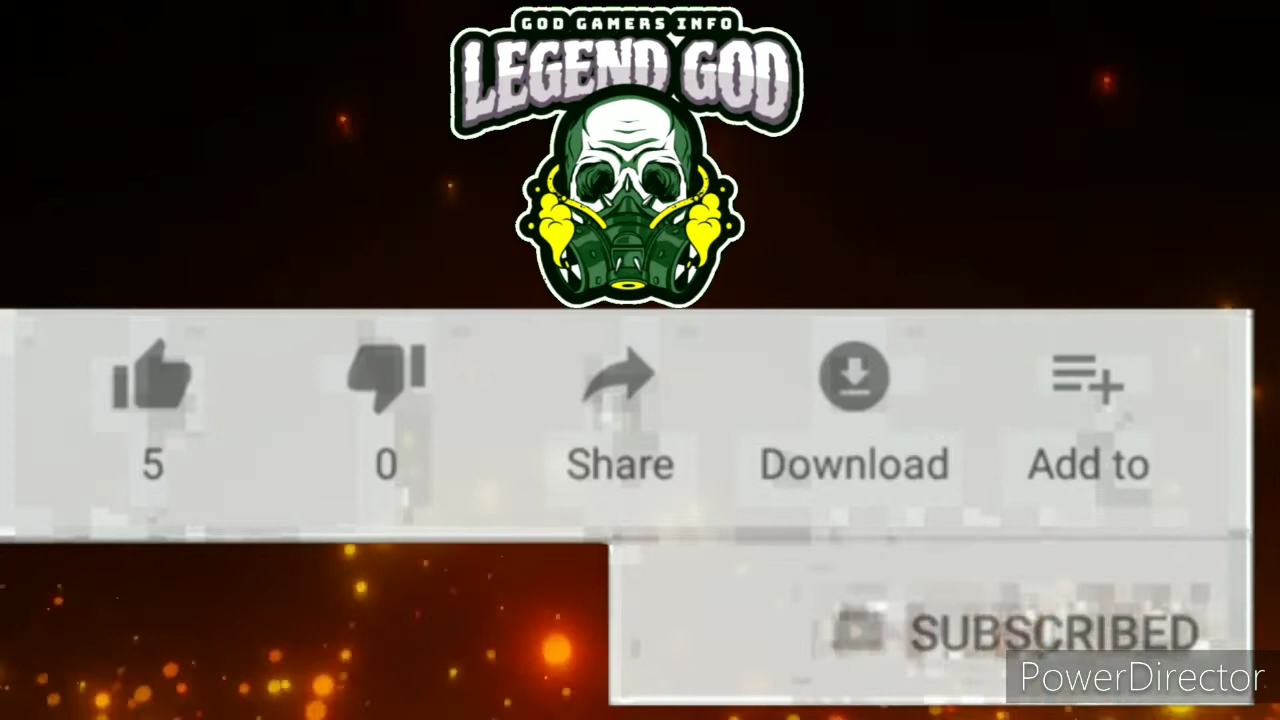 GOD GAMERS INFO
LEGEND GOD
5 0 Share Download Add to
SUBSCRIBED
PowerDirector